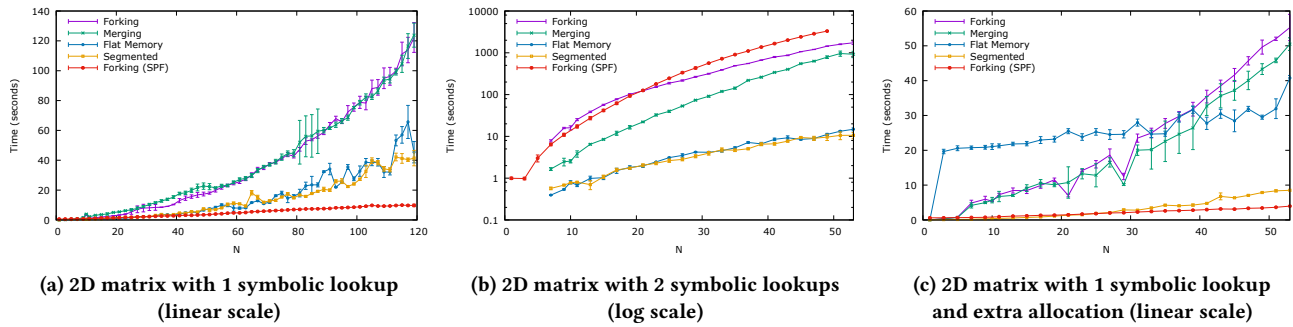 140
120
100
80
60
40
20
0
Time (seconds)
Forking
Merging
Flat Memory
Segmented
Forking (SPF)
0 20 40 60 80 100 120
N
(a) 2D matrix with 1 symbolic lookup
(linear scale)
10000
1000
100
10
1
0.1
Time (seconds)
Forking
Merging
Flat Memory
Segmented
Forking (SPF)
0 10 20 30 40 50
N
(b) 2D matrix with 2 symbolic lookups
(log scale)
60
50
40
30
20
10
0
Time (seconds)
Forking
Merging
Flat Memory
Segmented
Forking (SPF)
0 10 20 30 40 50
N
(c) 2D matrix with 1 symbolic lookup
and extra allocation (linear scale)